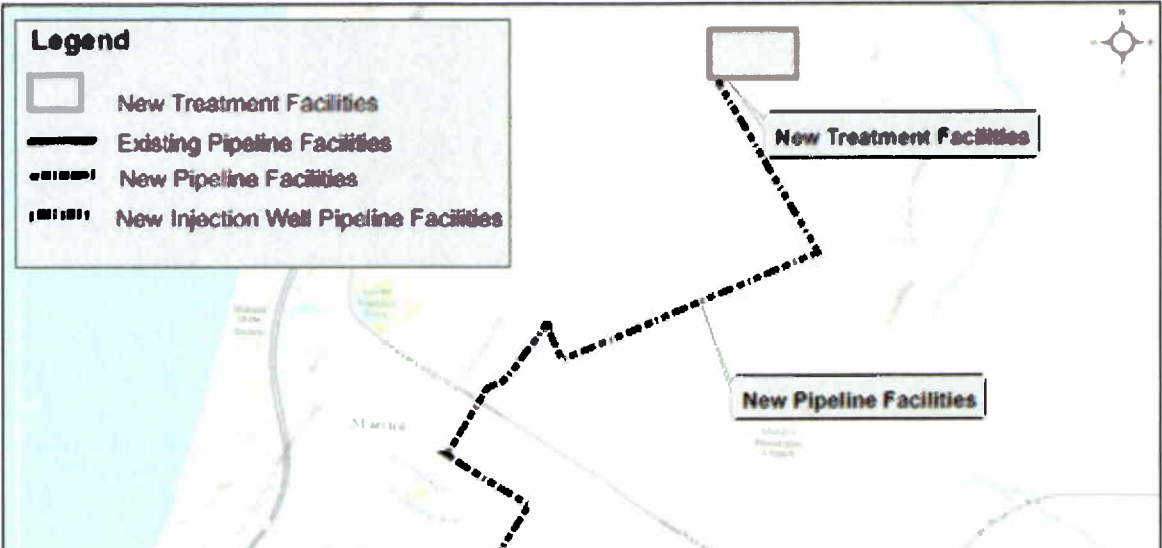 Legend
New Treatment Facilities
Existing Pipeline Facilities
New Pipeline Facilities
New Injection Well Pipeline Facilities
New Treatment Facilities
New Pipeline Facilities
Marina